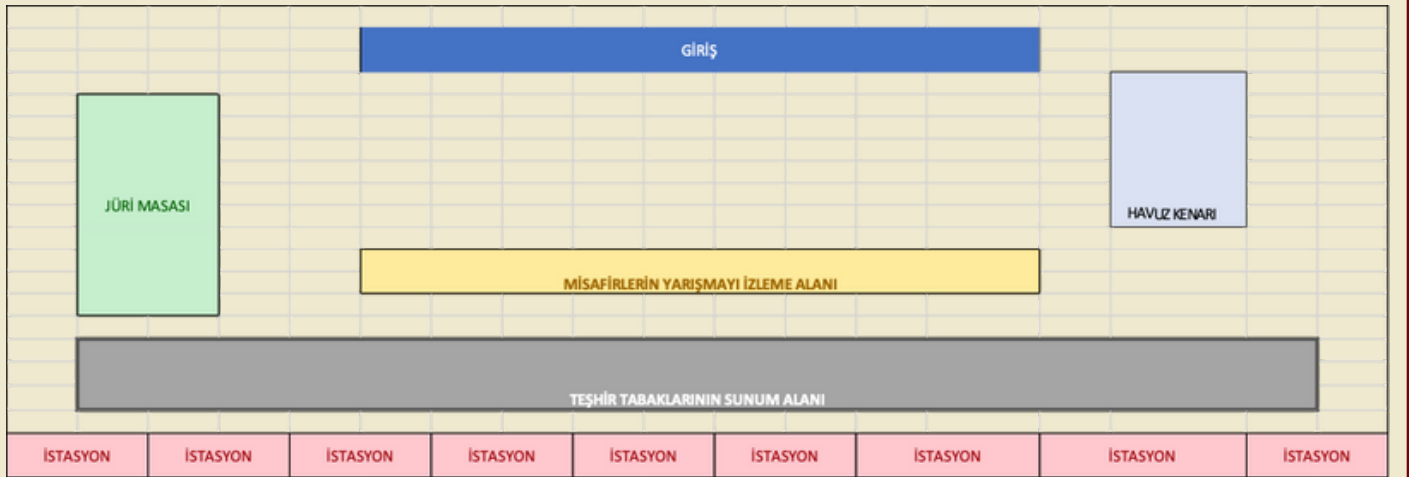 GİRİŞ
JÜRİ MASASI
HAVUZ KENARI
MİSAFİRLERİN YARIŞMAYI İZLEME ALANI
TEŞHİR TABAKLARININ SUNUM ALANI
İSTASYON İSTASYON İSTASYON İSTASYON İSTASYON İSTASYON İSTASYON İSTASYON İSTASYON